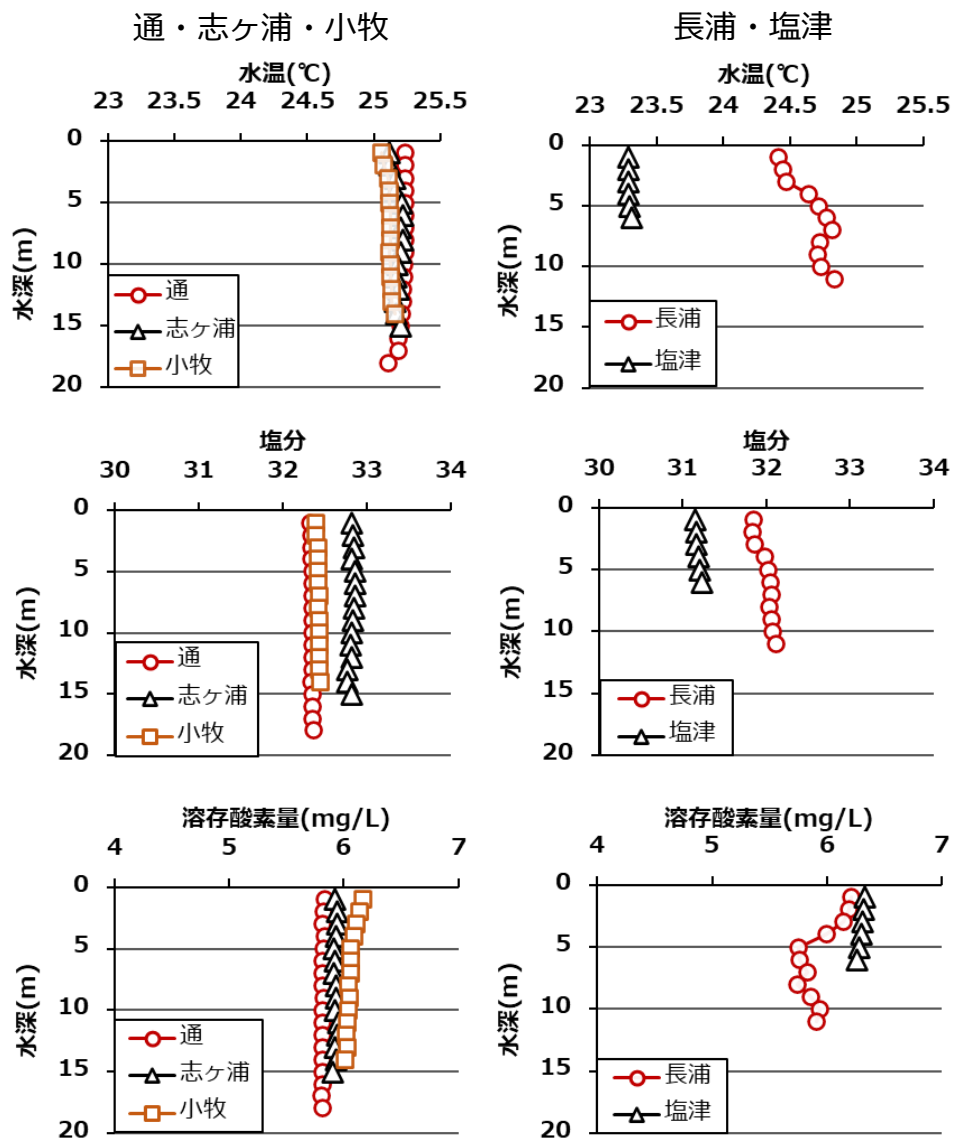 通・志ヶ浦・小牧
水温(℃)
23 23.5 24 24.5 25 25.5
0
5
10
15
20
水深(m)
通
志ヶ浦
小牧
長浦・塩津
水温(℃)
23 23.5 24 24.5 25 25.5
0
5
10
15
20
水深(m)
長浦
塩津
塩分
30 31 32 33 34
0
5
10
15
20
水深(m)
通
志ヶ浦
小牧
塩分
30 31 32 33 34
0
5
10
15
20
水深(m)
長浦
塩津
溶存酸素量(mg/L)
4 5 6 7
0
5
10
15
20
水深(m)
通
志ヶ浦
小牧
溶存酸素量(mg/L)
4 5 6 7
0
5
10
15
20
水深(m)
長浦
塩津